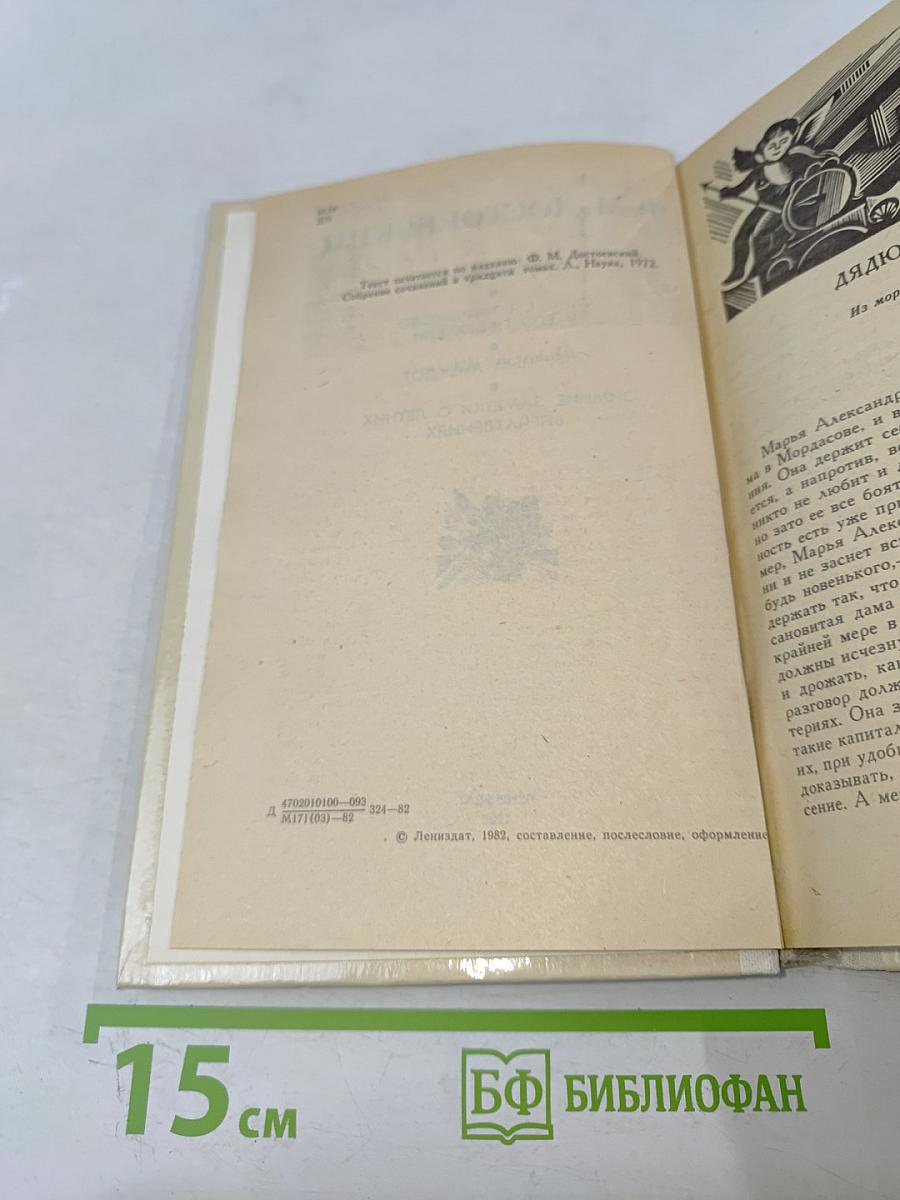 Текст печатается по изданию: Ф. М. Достоевский.
Собрание сочинений в тридцати томах. Л., Наука, 1972.
Д 4702010100—093
М171(03)—82 324—82
© Лениздат, 1982, составление, послесловие, оформление
ДЯДЮ
Из мор
Марья Александр
ма в Мордасове, и в
ния. Она держит се
ется, а напротив, вс
никто не любит и д
но зато ее все боят
ность есть уже при
мер, Марья Алекс
ни и не заснет вс
будь новенького,
держать так, что
сановитая дама
крайней мере в
должны исчезну
и дрожать, как
разговор долж
териях. Она з
такие капитал
их, при удоб
доказывать,
сение. А ме
15 см
БФ БИБЛИОФАН